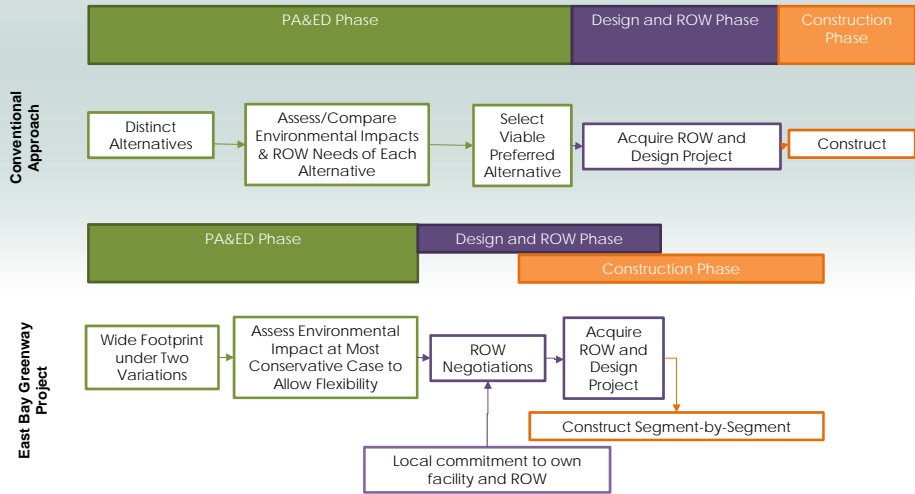 PA&ED Phase
Design and ROW Phase
Construction
Phase
Conventional
Approach
Distinct
Alternatives
Assess/Compare
Environmental Impacts
& ROW Needs of Each
Alternative
Select
Viable
Preferred
Alternative
Acquire ROW and
Design Project
Construct
PA&ED Phase
Design and ROW Phase
Construction Phase
East Bay Greenway
Project
Wide Footprint
under Two
Variations
Assess Environmental
Impact at Most
Conservative Case to
Allow Flexibility
ROW
Negotiations
Acquire
ROW and
Design
Project
Construct Segment-by-Segment
Local commitment to own
facility and ROW